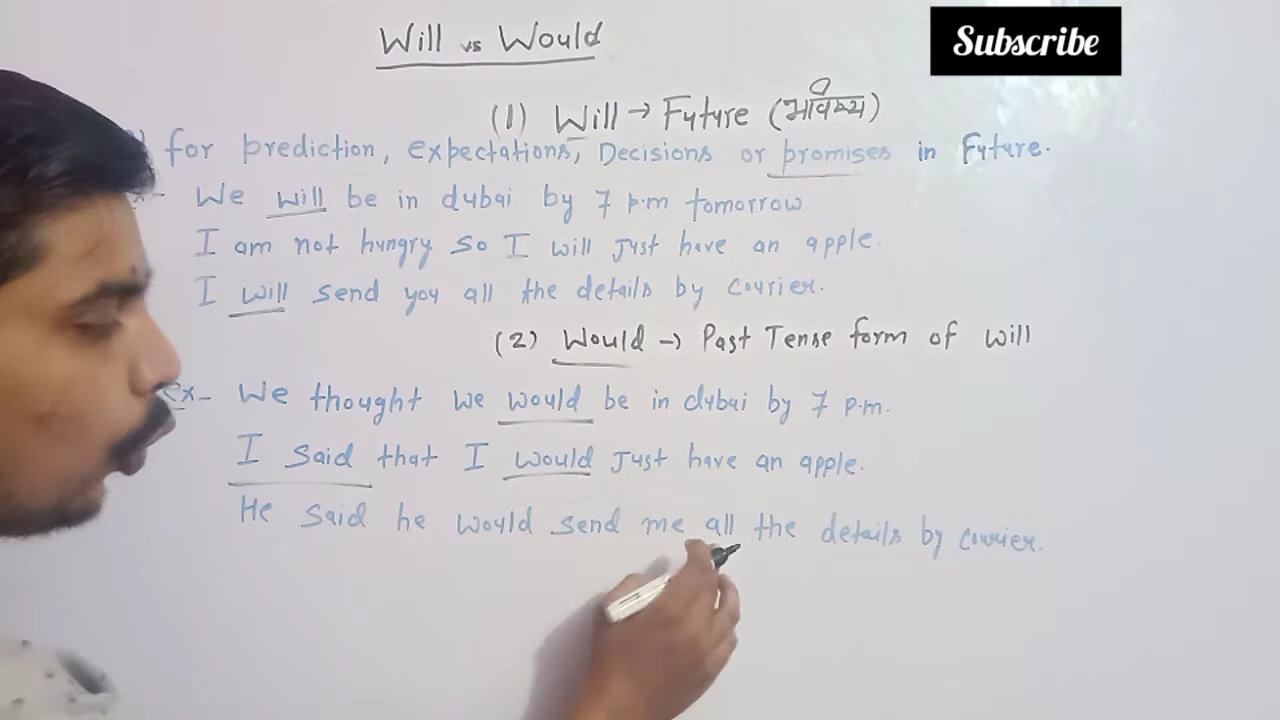 Will vs Would
Subscribe
(1) Will → Future (भविष्य)
for prediction, expectations, Decisions or promises in Future.
We will be in dubai by 7 p.m tomorrow.
I am not hungry so I will just have an apple.
I will send you all the details by courier.
(2) Would → Past Tense form of will
ex- We thought we would be in dubai by 7 p.m.
I said that I would just have an apple.
He said he would send me all the details by courier.